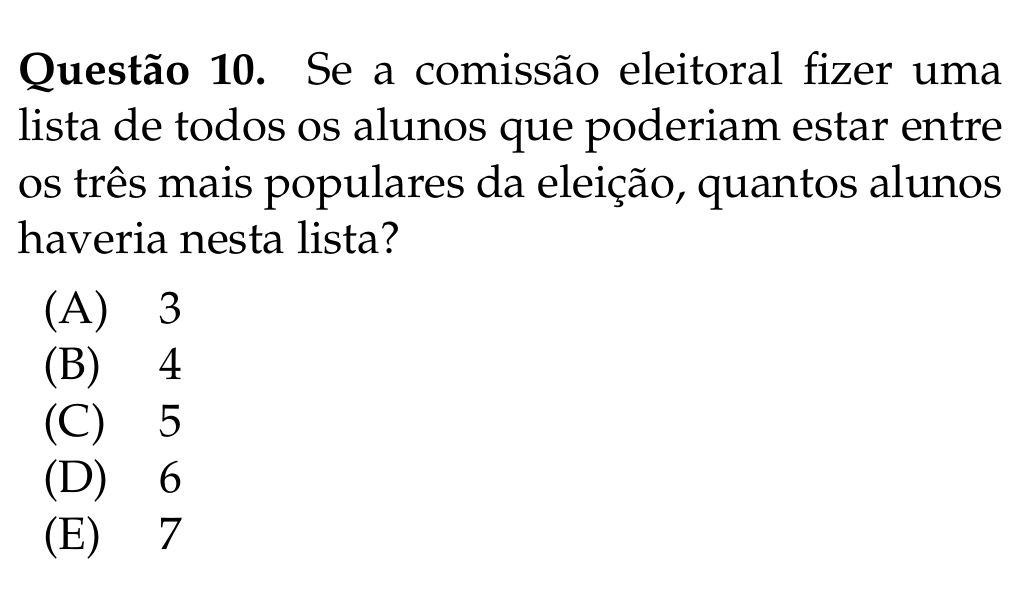 Questão 10. Se a comissão eleitoral fizer uma
lista de todos os alunos que poderiam estar entre
os três mais populares da eleição, quantos alunos
haveria nesta lista?
(A) 3
(B) 4
(C) 5
(D) 6
(E) 7